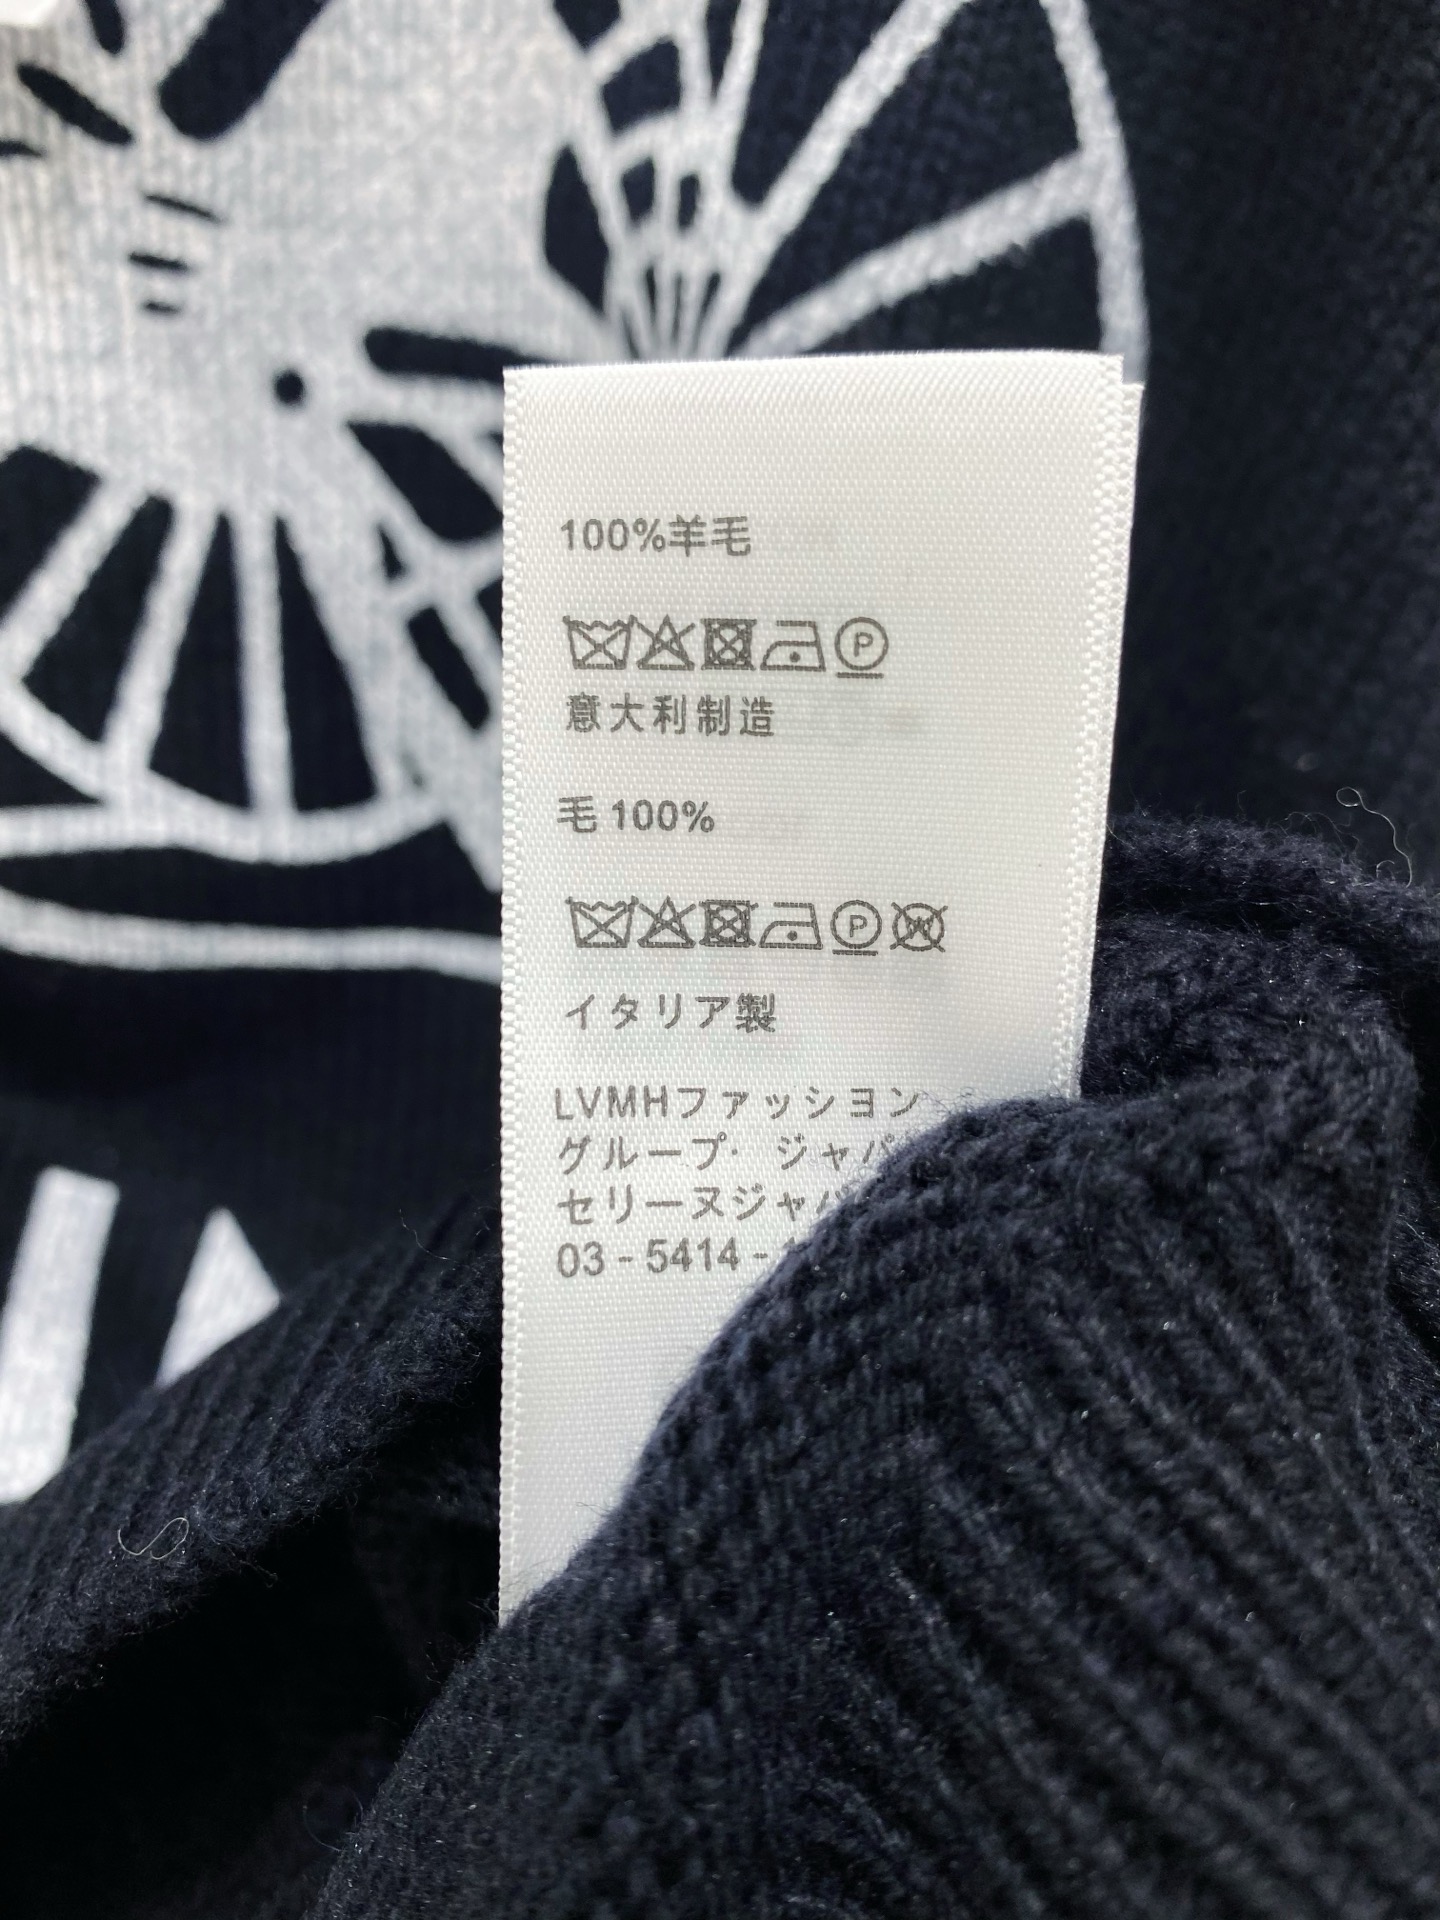 100%羊毛
P
意大利制造
毛 100%
P W
イタリア製
LVMHファッション
グループ・ ジャパ
セリーヌジャパ
03 - 5414 -